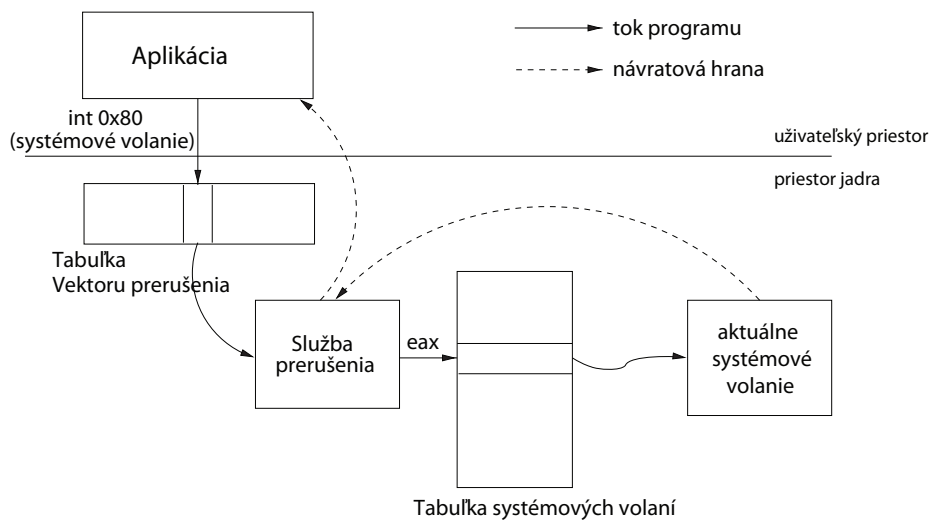 Aplikácia
tok programu
návratová hrana
int 0x80
(systémové volanie)
uživateľský priestor
priestor jadra
Tabuľka
Vektoru prerušenia
Služba
prerušenia
eax
aktuálne
systémové
volanie
Tabuľka systémových volaní